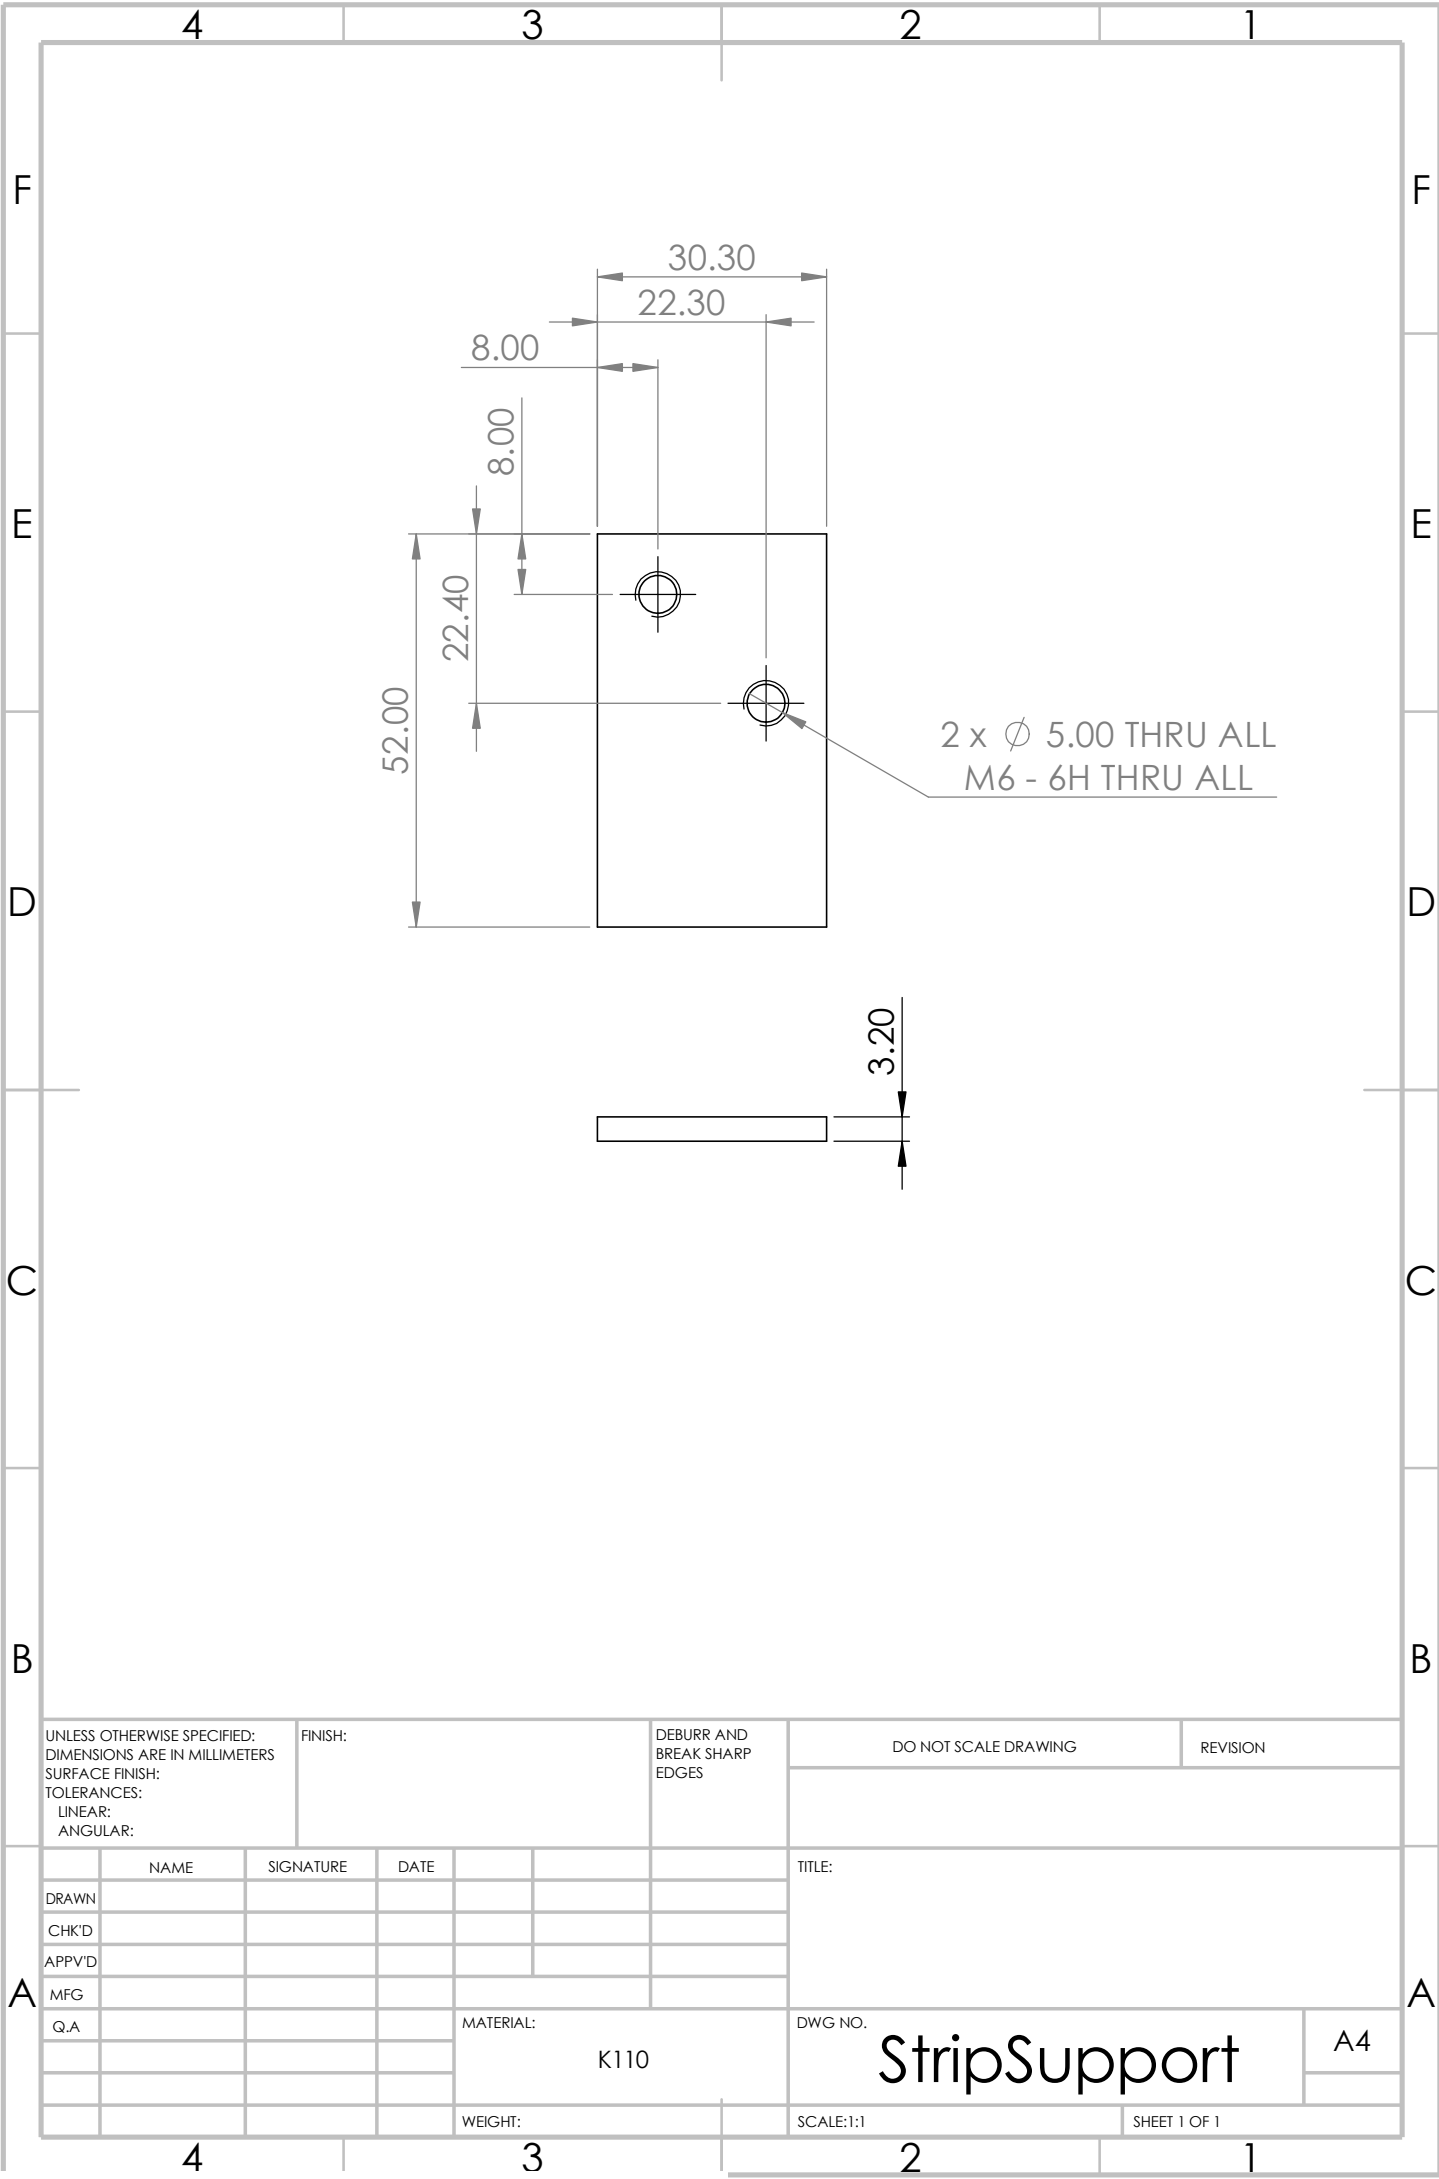 4 3 2 1
F F
30.30
22.30
8.00
8.00
E E
22.40
52.00
2 x ∅ 5.00 THRU ALL
M6 - 6H THRU ALL
D D
3.20
C C
B B
UNLESS OTHERWISE SPECIFIED:
DIMENSIONS ARE IN MILLIMETERS
SURFACE FINISH:
TOLERANCES:
LINEAR:
ANGULAR:
FINISH:
DEBURR AND
BREAK SHARP
EDGES
DO NOT SCALE DRAWING
REVISION
NAME SIGNATURE DATE
TITLE:
DRAWN
CHK'D
APPV'D
A A
MFG
Q.A
MATERIAL:
K110
DWG NO.
StripSupport
A4
WEIGHT:
SCALE:1:1
SHEET 1 OF 1
4 3 2 1